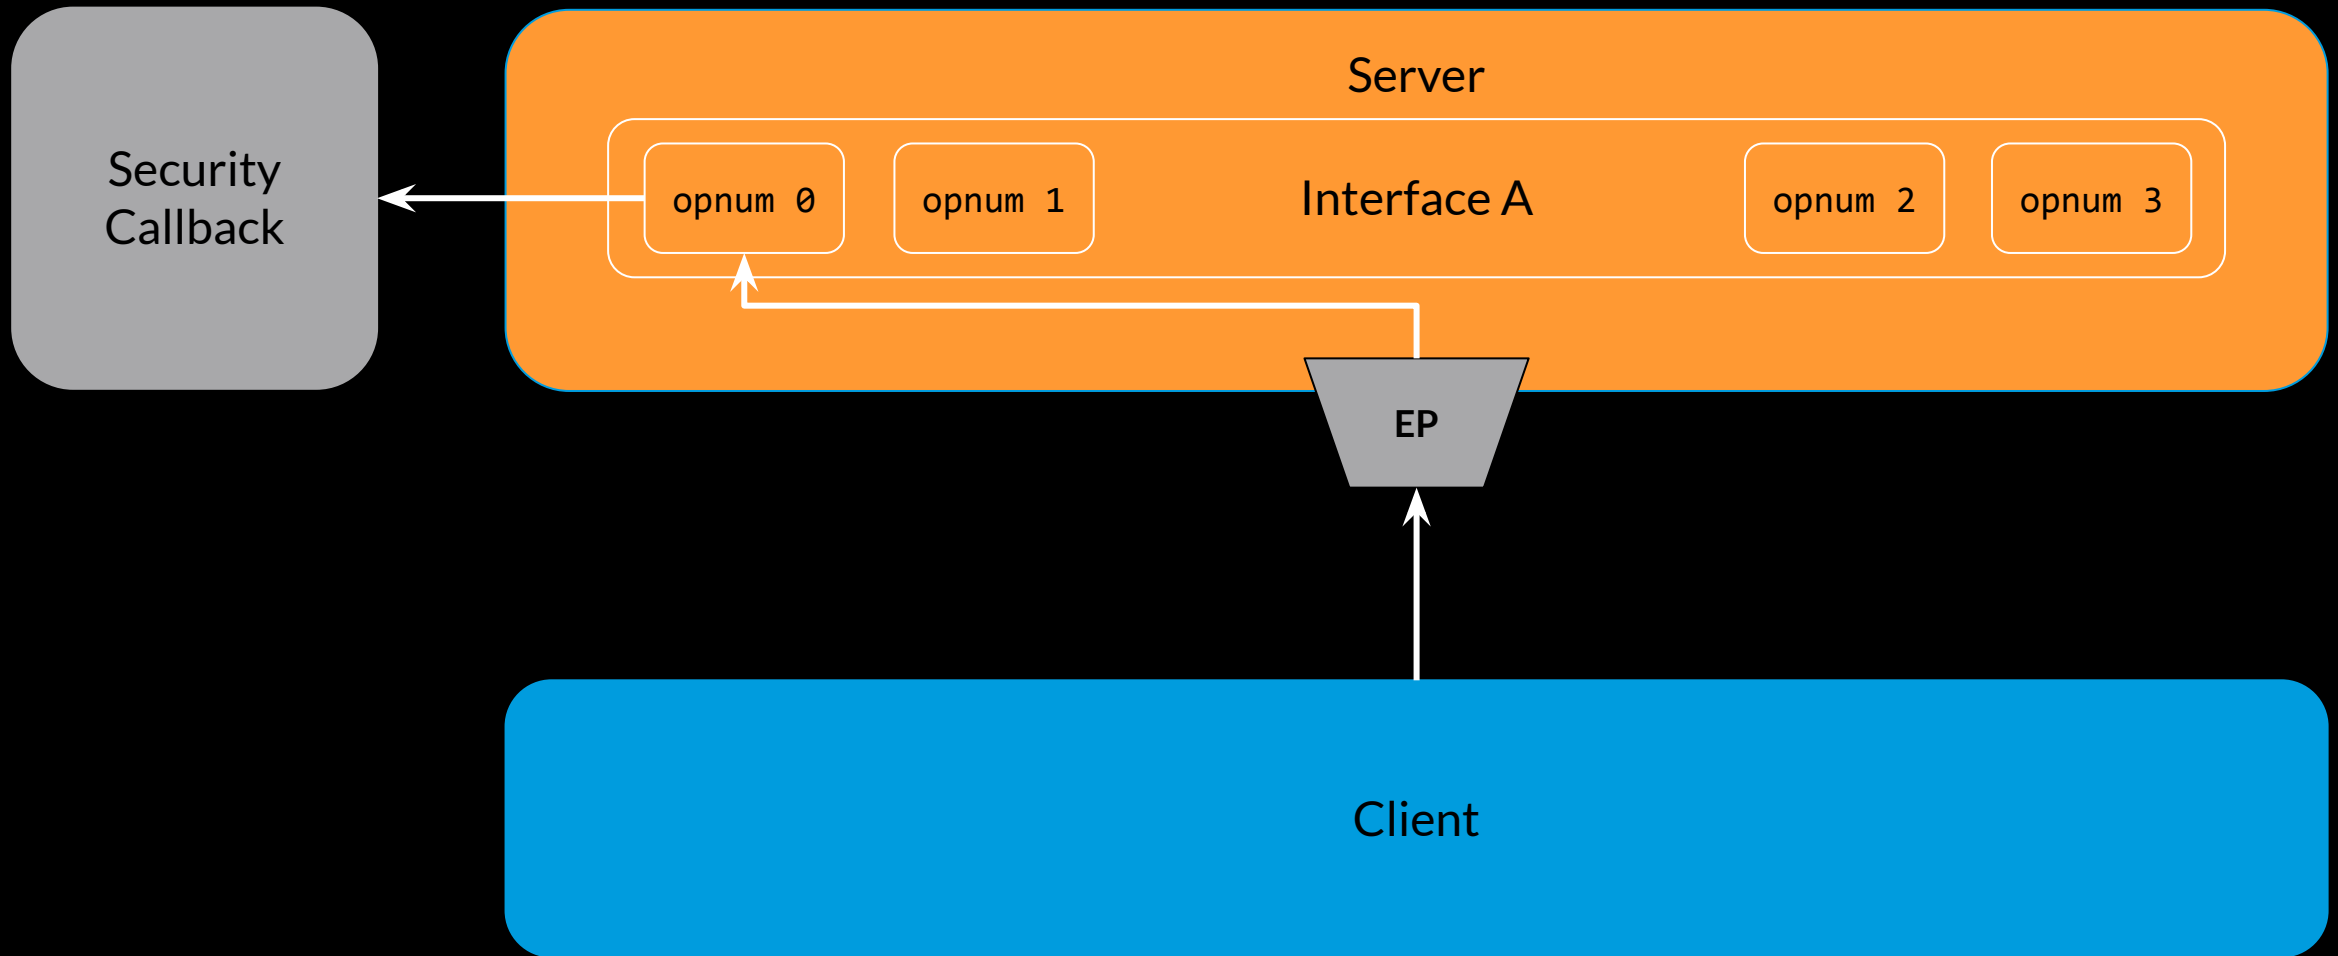 Server
Security
Callback
opnum 0
opnum 1
Interface A
opnum 2
opnum 3
EP
Client